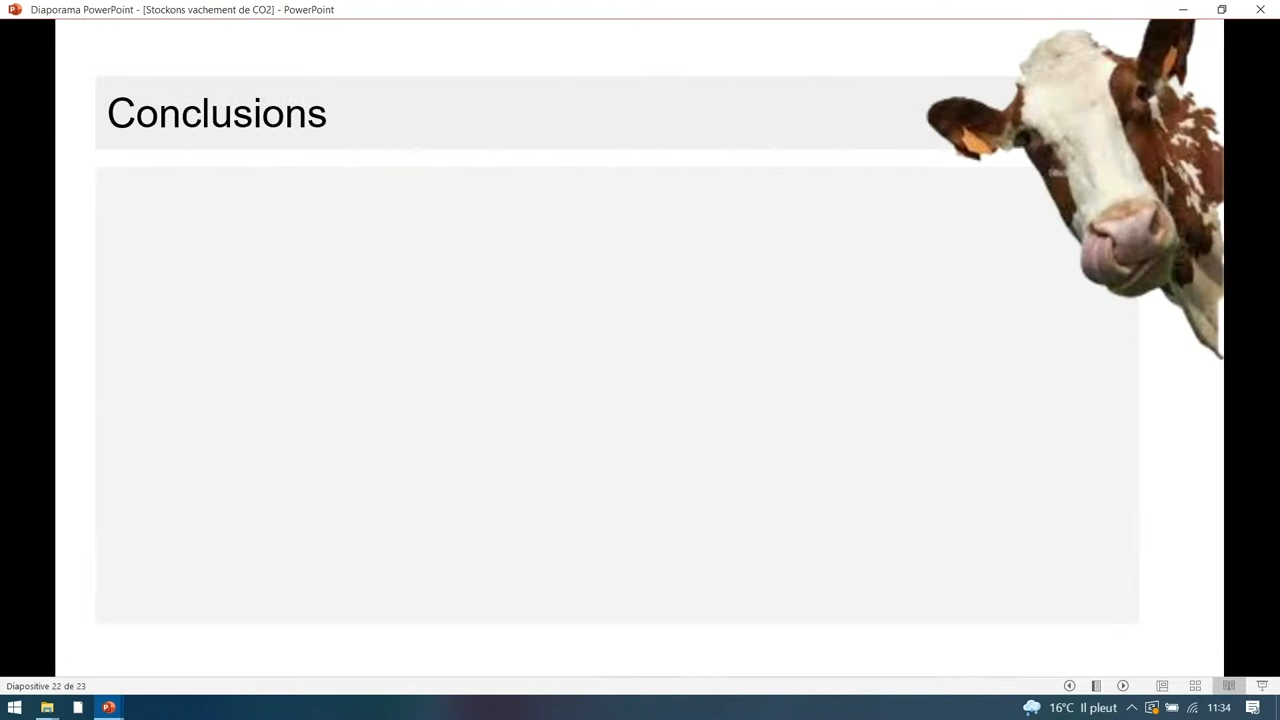 Diaporama PowerPoint - [Stockons vachement de CO2] - PowerPoint
Conclusions
Diapositive 22 de 23
16°C Il pleut
11:34